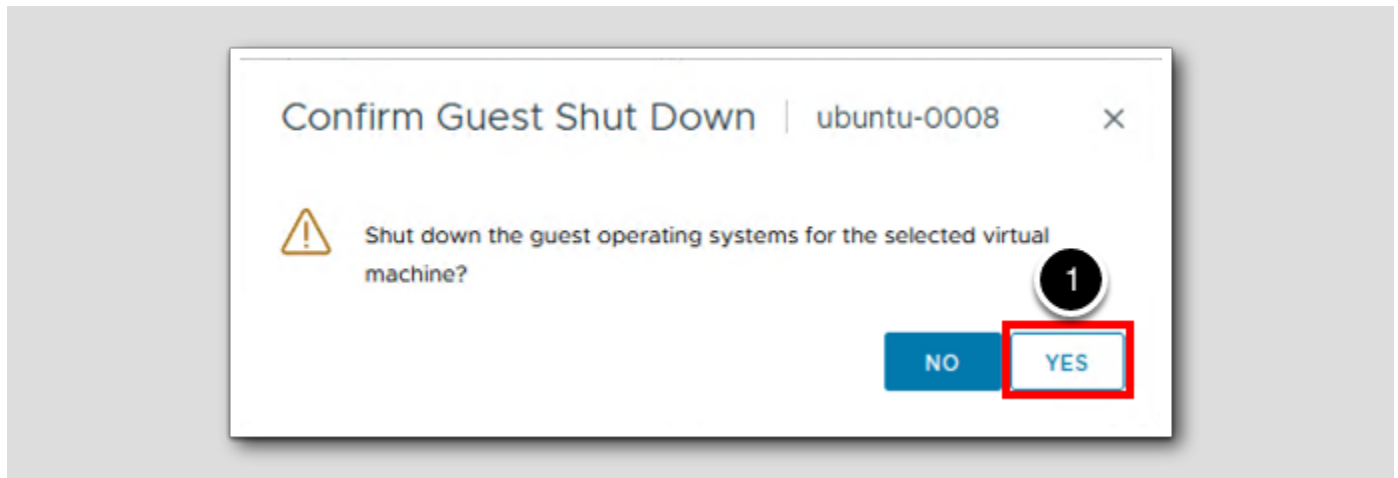 Confirm Guest Shut Down | ubuntu-0008 ×
Shut down the guest operating systems for the selected virtual
machine?
1
NO YES